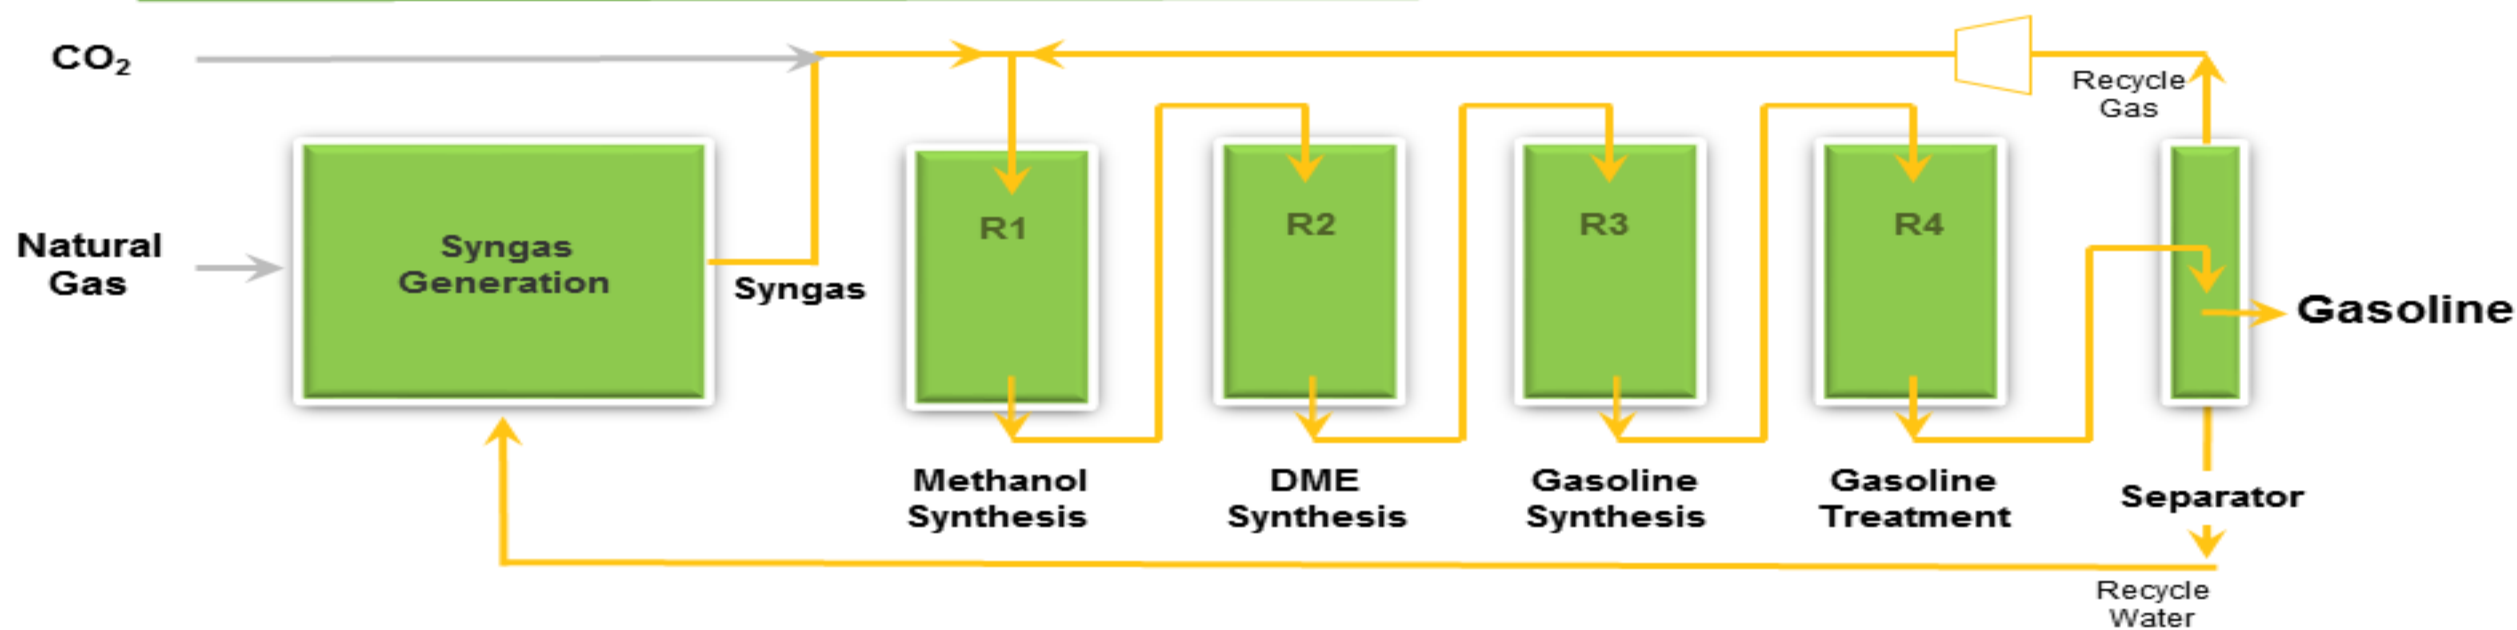 CO₂
Recycle
Gas
Natural
Gas
Syngas
Generation
Syngas
R1
R2
R3
R4
Gasoline
Methanol
Synthesis
DME
Synthesis
Gasoline
Synthesis
Gasoline
Treatment
Separator
Recycle
Water